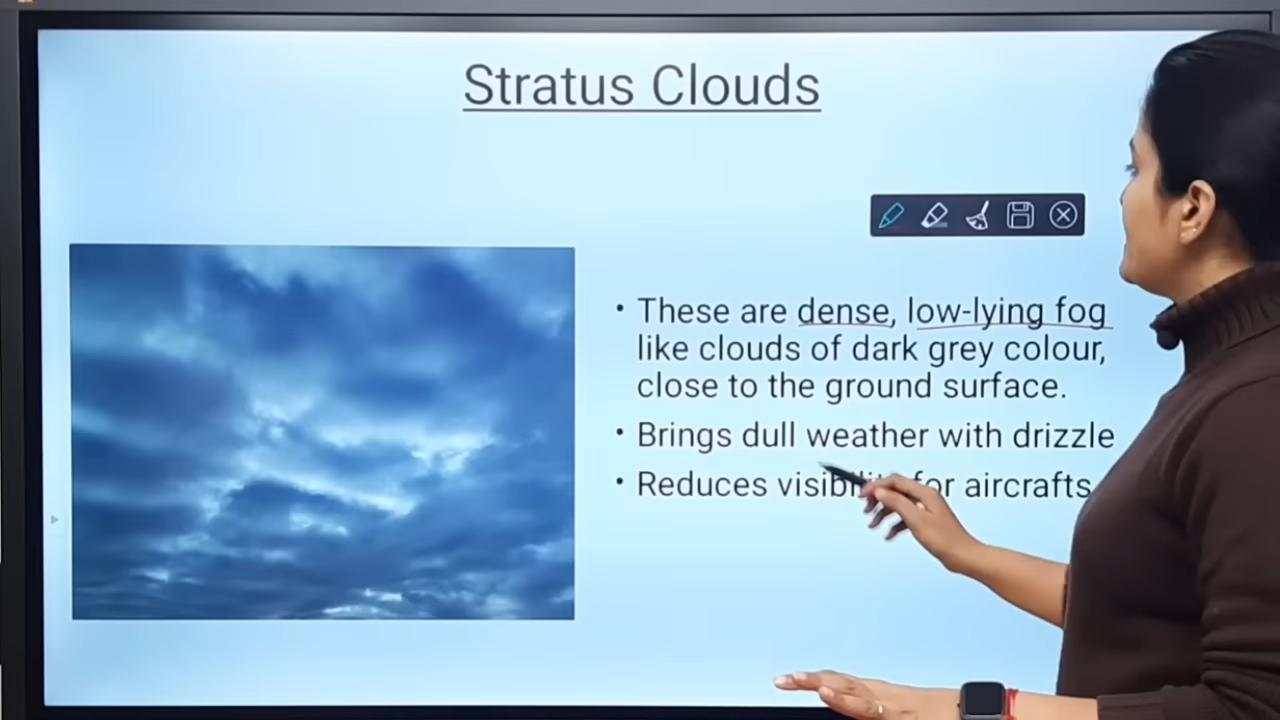 Stratus Clouds
• These are dense, low-lying fog
like clouds of dark grey colour,
close to the ground surface.
• Brings dull weather with drizzle
• Reduces visibility for aircrafts